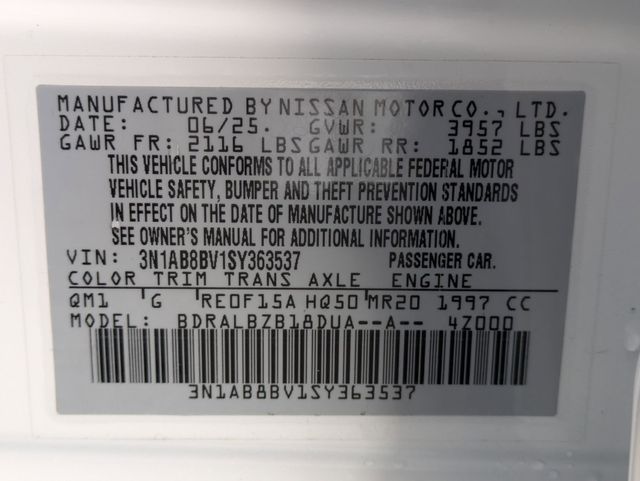 MANUFACTURED BY NISSAN MOTOR CO., LTD.
DATE: 06/25. GVWR: 3957 LBS
GAWR FR: 2116 LBS GAWR RR: 1852 LBS
THIS VEHICLE CONFORMS TO ALL APPLICABLE FEDERAL MOTOR
VEHICLE SAFETY, BUMPER AND THEFT PREVENTION STANDARDS
IN EFFECT ON THE DATE OF MANUFACTURE SHOWN ABOVE.
SEE OWNER'S MANUAL FOR ADDITIONAL INFORMATION.
VIN: 3N1AB8BV1SY363537 PASSENGER CAR.
COLOR TRIM TRANS AXLE ENGINE
QM1 G RE0F15A HQ50 MR20 1997 CC
MODEL: BDRALBZB18DUA--A-- 4Z000
3N1AB8BV1SY363537